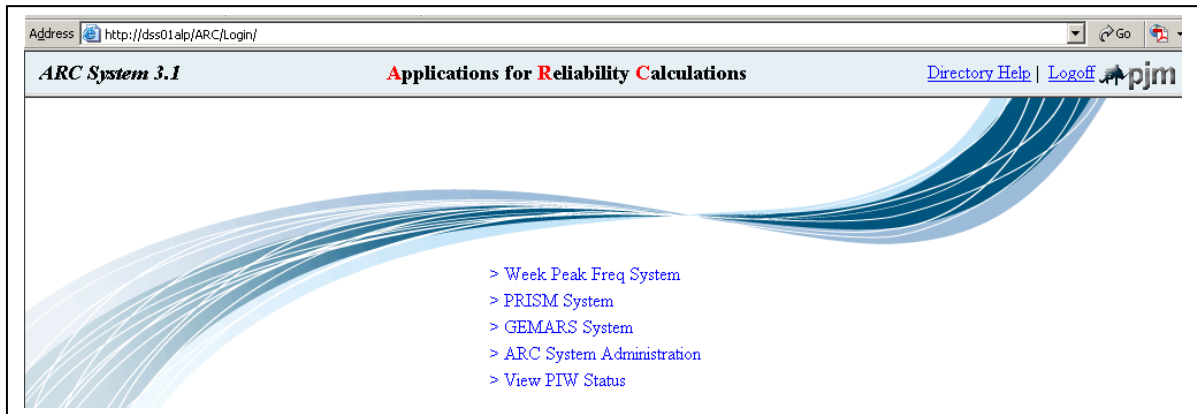 Address http://dss01alp/ARC/Login/ Go
ARC System 3.1 Applications for Reliability Calculations Directory Help | Logoff pjm
> Week Peak Freq System
> PRISM System
> GEMARS System
> ARC System Administration
> View PIW Status